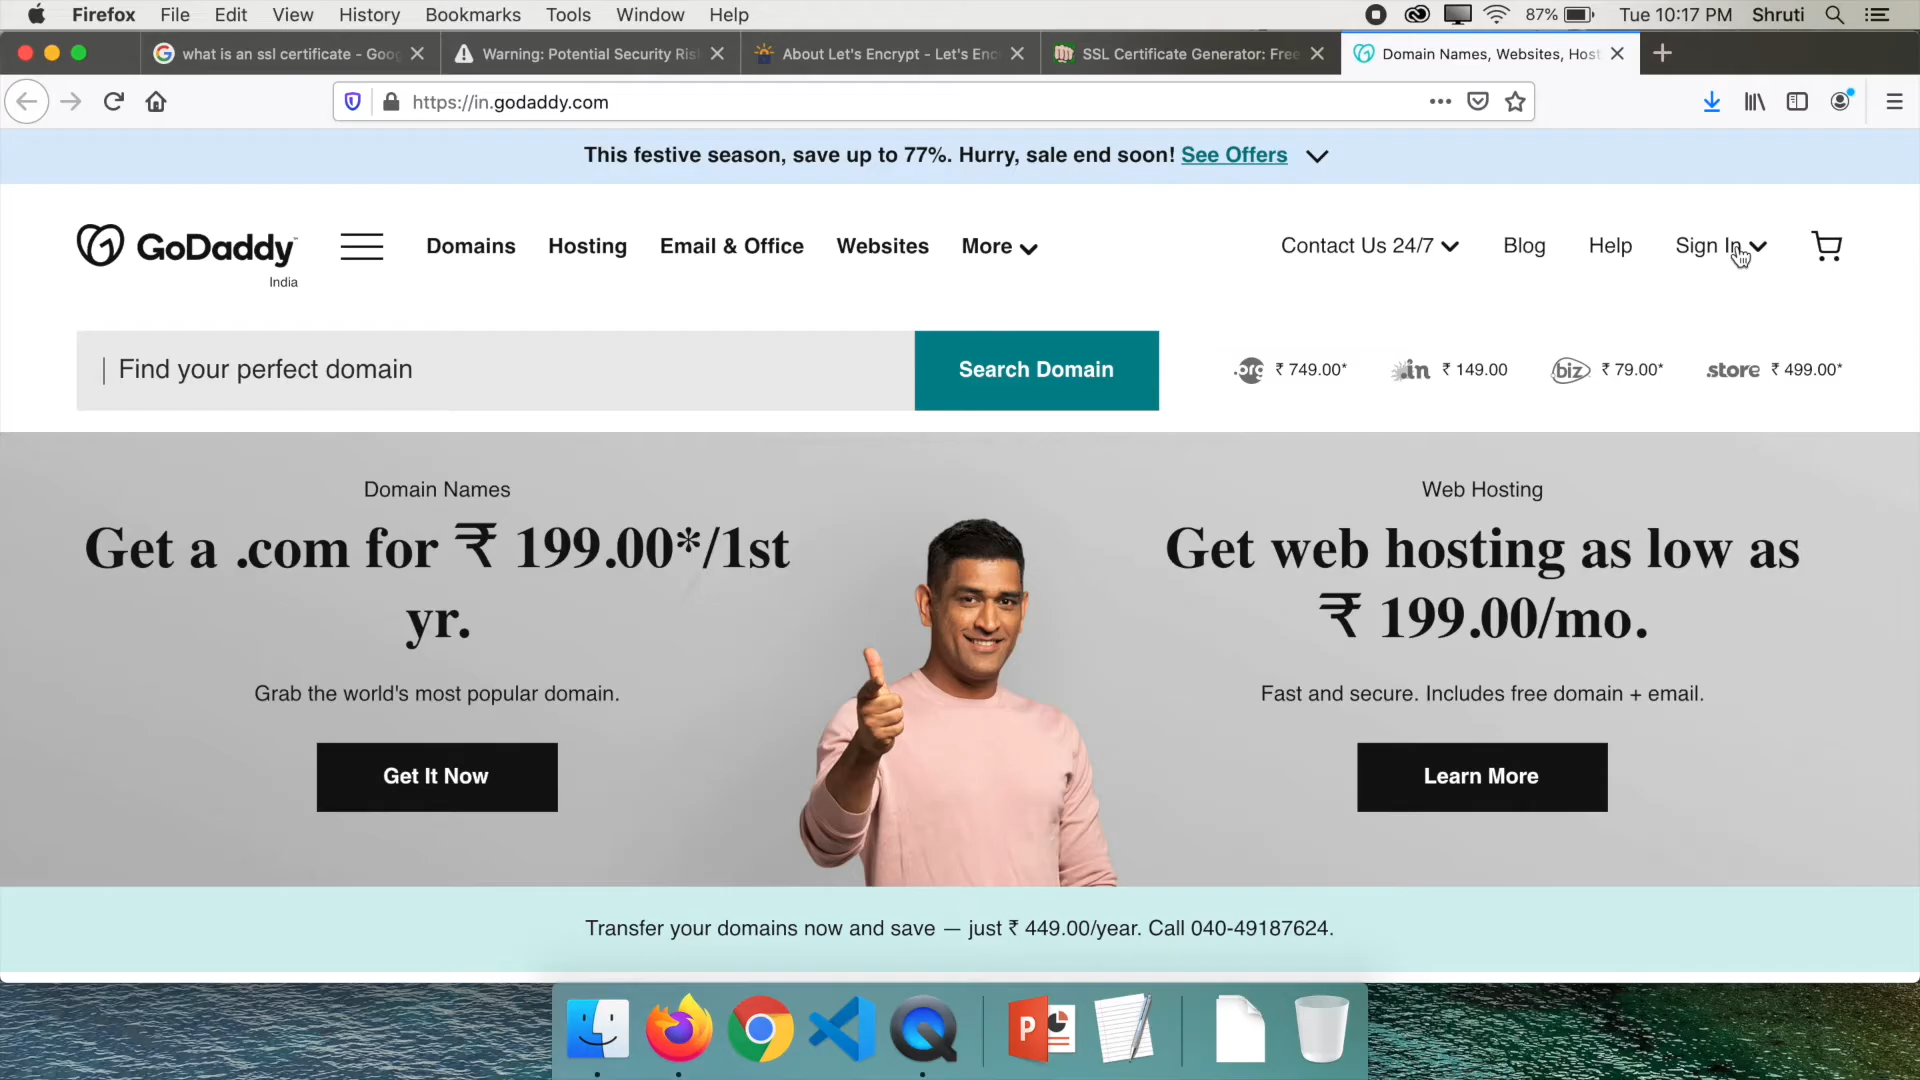 Firefox File Edit View History Bookmarks Tools Window Help 87% Tue 10:17 PM Shruti
what is an ssl certificate - Goog
Warning: Potential Security Ris
About Let's Encrypt - Let's Enc
SSL Certificate Generator: Free
Domain Names, Websites, Host
https://in.godaddy.com
This festive season, save up to 77%. Hurry, sale end soon! See Offers
GoDaddy
India
Domains Hosting Email & Office Websites More
Contact Us 24/7 Blog Help Sign In
Find your perfect domain
Search Domain
.org ₹ 749.00* .in ₹ 149.00 .biz ₹ 79.00* .store ₹ 499.00*
Domain Names
Get a .com for ₹ 199.00*/1st
yr.
Grab the world's most popular domain.
Get It Now
Web Hosting
Get web hosting as low as
₹ 199.00/mo.
Fast and secure. Includes free domain + email.
Learn More
Transfer your domains now and save — just ₹ 449.00/year. Call 040-49187624.
P